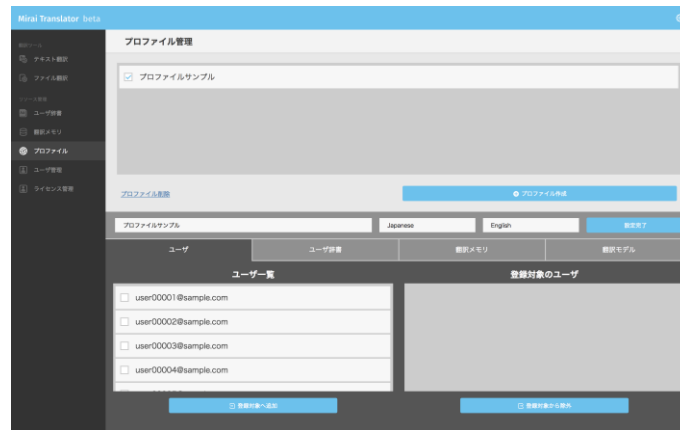 Mirai Translator beta
翻訳ツール
テキスト翻訳
ファイル翻訳
リソース管理
ユーザ辞書
翻訳メモリ
プロファイル
ユーザ管理
ライセンス管理
プロファイル管理
プロファイルサンプル
プロファイル削除
プロファイル作成
プロファイルサンプル
Japanese
English
設定完了
ユーザ
ユーザ辞書
翻訳メモリ
翻訳モデル
ユーザ一覧
登録対象のユーザ
user00001@sample.com
user00002@sample.com
user00003@sample.com
user00004@sample.com
登録対象へ追加
登録対象から除外